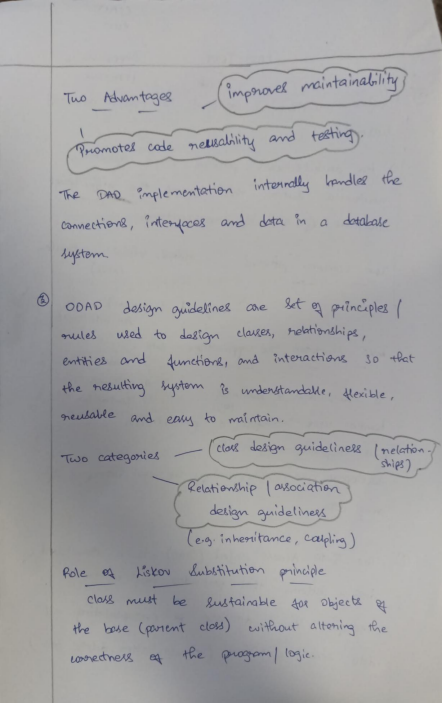 Two Advantages
improves maintainability
Promotes code reusability and testing.
The DAO implementation internally handles the
connections, interfaces and data in a database
system.
② OOAD design guidelines are set of principles /
rules used to design classes, relationships,
entities and functions, and interactions so that
the resulting system is understandable, flexible,
reusable and easy to maintain.
Two categories — class design guideliness (relation-
ships)
Relationship / association
design guideliness
(e.g. inheritance, coupling)
Role of Liskov Substitution principle
class must be sustainable for objects of
the base (parent class) without altering the
correctness of the program / logic.